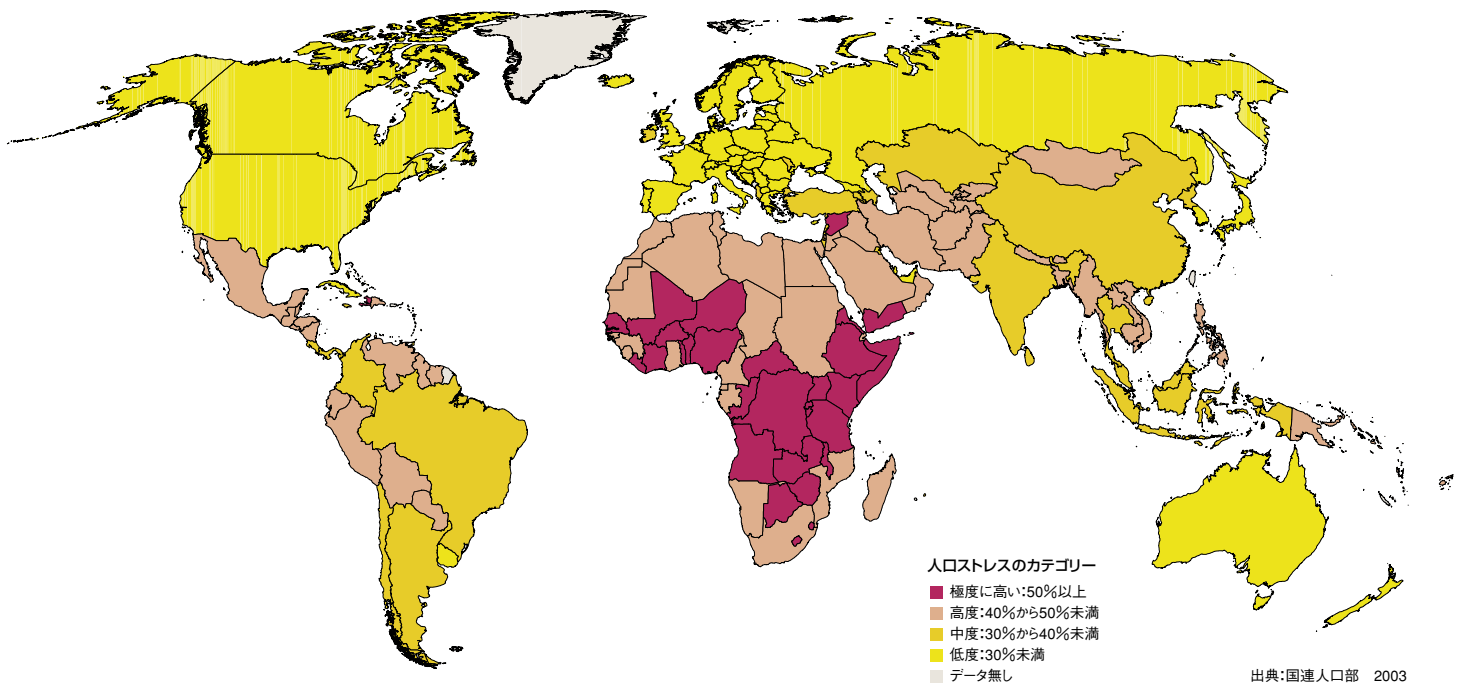 人口ストレスのカテゴリー
極度に高い:50％以上
高度:40％から50％未満
中度:30％から40％未満
低度:30％未満
データ無し
出典:国連人口部　2003